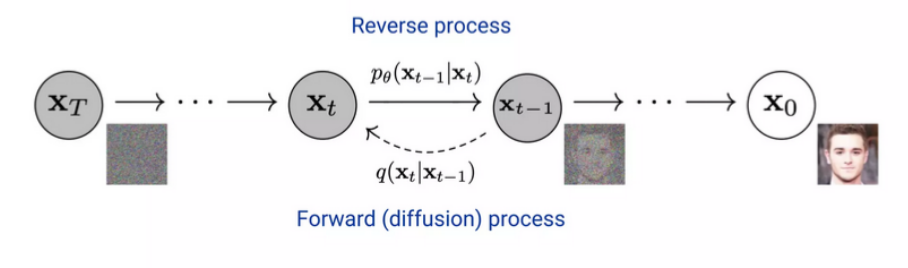 Reverse process
p_θ(x_{t−1}|x_t)
x_T → ⋯ → x_t → x_{t−1} → ⋯ → x_0
q(x_t|x_{t−1})
Forward (diffusion) process